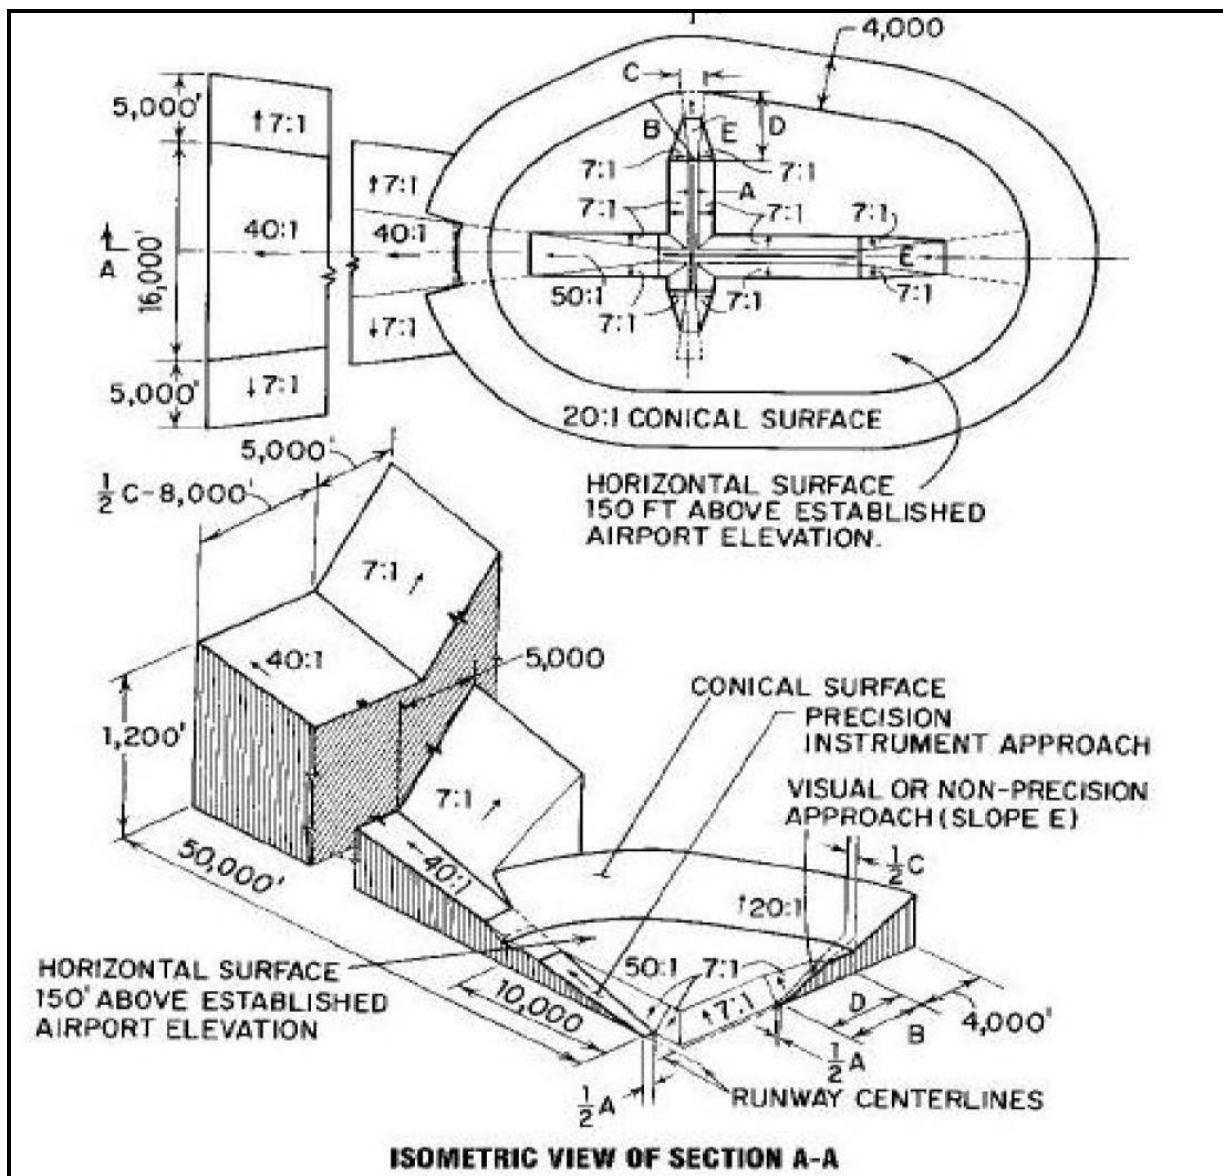 4,000
C
5,000'
↑7:1
B
E
D
7:1
7:1
↑7:1
A
7:1
7:1
7:1
40:1
40:1
A
16,000'
E
50:1
7:1
7:1
7:1
↓7:1
5,000'
↓7:1
20:1 CONICAL SURFACE
5,000'
1/2 C-8,000'
HORIZONTAL SURFACE
150 FT ABOVE ESTABLISHED
AIRPORT ELEVATION.
7:1
40:1
5,000
CONICAL SURFACE
PRECISION
INSTRUMENT APPROACH
1,200'
7:1
VISUAL OR NON-PRECISION
APPROACH (SLOPE E)
1/2 C
50,000'
40:1
↑20:1
HORIZONTAL SURFACE
150' ABOVE ESTABLISHED
AIRPORT ELEVATION
50:1
7:1
10,000
7:1
D
B
4,000'
1/2 A
1/2 A
RUNWAY CENTERLINES
ISOMETRIC VIEW OF SECTION A-A